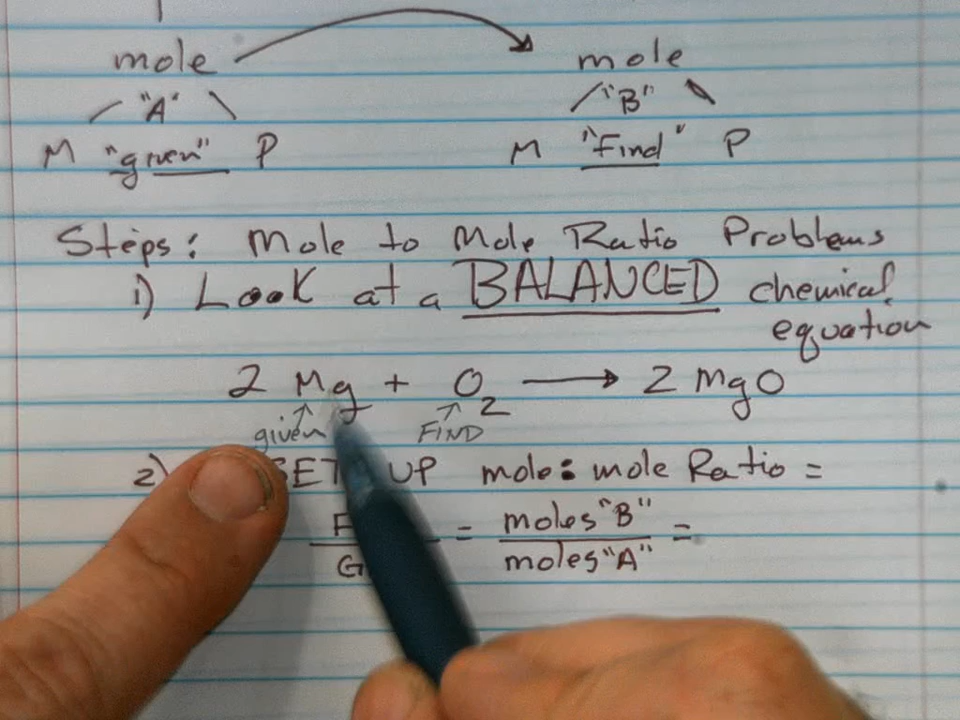 mole mole
"A" "B"
M "given" P M "Find" P
Steps: Mole to Mole Ratio Problems
1) Look at a BALANCED chemical
equation
2 Mg + O2 → 2 MgO
given FIND
2) SET UP mole : mole Ratio =
= moles "B" =
moles "A"